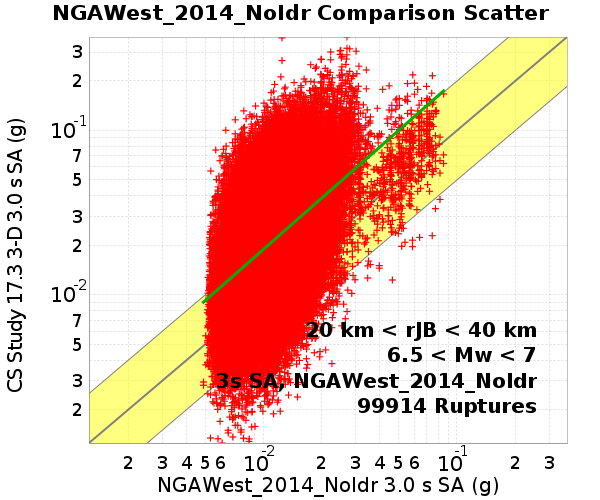 NGAWest_2014_NoIdr Comparison Scatter
CS Study 17.3 3-D 3.0 s SA (g)
3
2
10-1
7
5
3
2
10-2
7
5
3
2
20 km < rJB < 40 km
6.5 < Mw < 7
3s SA, NGAWest_2014_NoIdr
99914 Ruptures
2 3 4 5 6 10-2 2 3 4 5 6 10-1 2 3
NGAWest_2014_NoIdr 3.0 s SA (g)